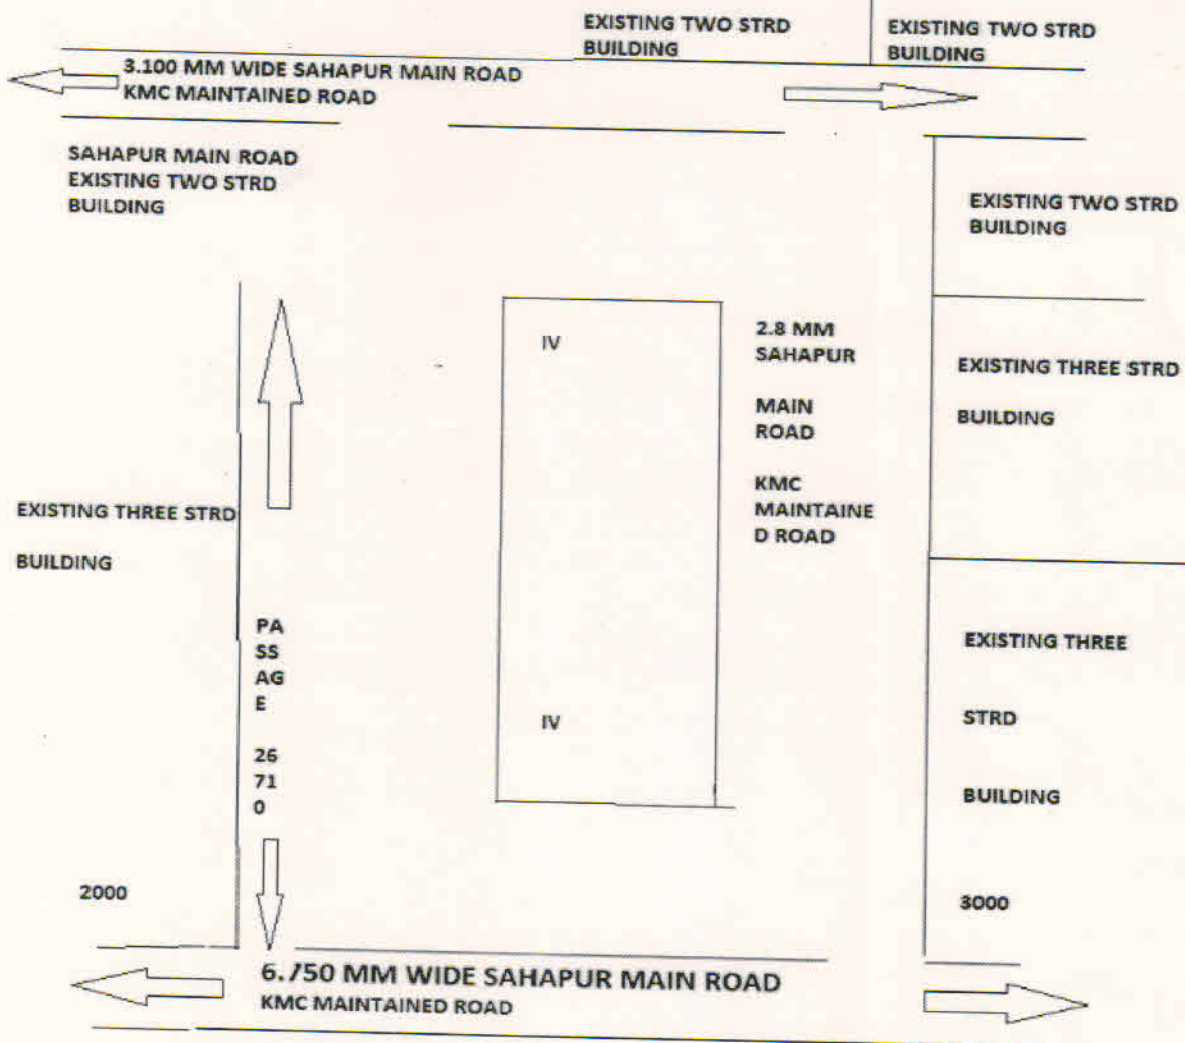 EXISTING TWO STRD
BUILDING
EXISTING TWO STRD
BUILDING
3.100 MM WIDE SAHAPUR MAIN ROAD
KMC MAINTAINED ROAD
SAHAPUR MAIN ROAD
EXISTING TWO STRD
BUILDING
EXISTING TWO STRD
BUILDING
IV
2.8 MM
SAHAPUR
MAIN
ROAD
KMC
MAINTAINE
D ROAD
EXISTING THREE STRD
BUILDING
EXISTING THREE STRD
BUILDING
PA
SS
AG
E
26
71
0
IV
EXISTING THREE
STRD
BUILDING
2000
3000
6.750 MM WIDE SAHAPUR MAIN ROAD
KMC MAINTAINED ROAD